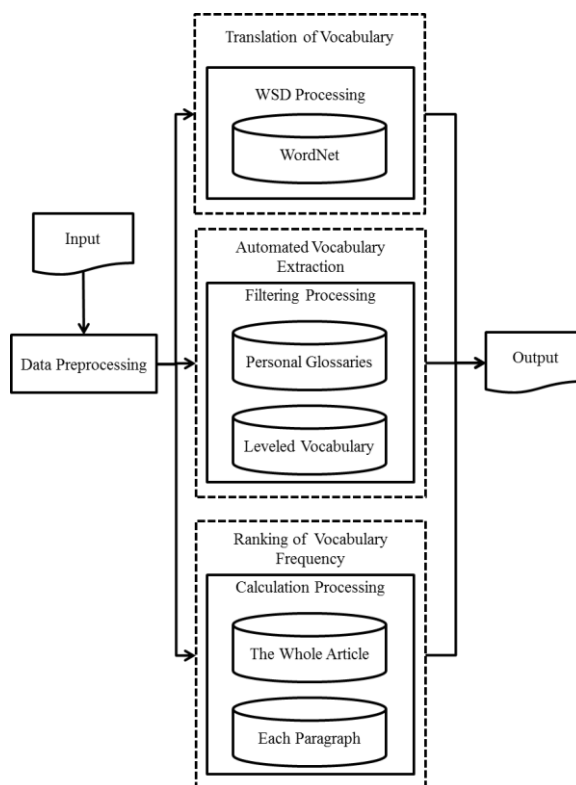 Translation of Vocabulary
WSD Processing
WordNet
Input
Data Preprocessing
Automated Vocabulary
Extraction
Filtering Processing
Personal Glossaries
Leveled Vocabulary
Output
Ranking of Vocabulary
Frequency
Calculation Processing
The Whole Article
Each Paragraph